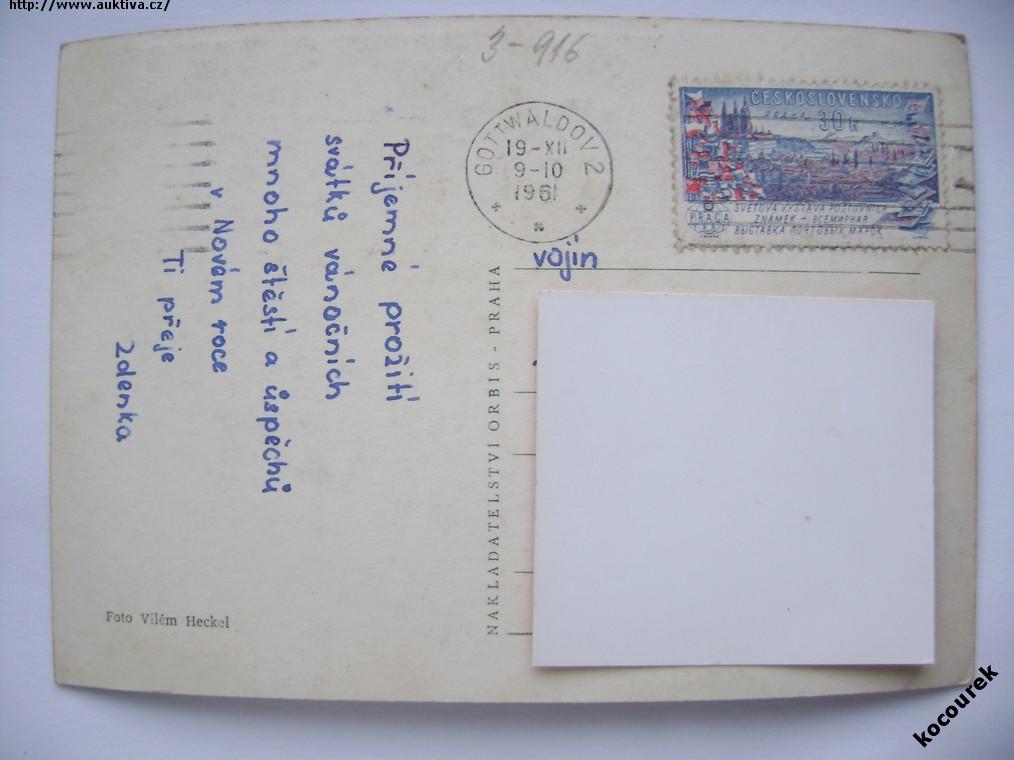 http://www.auktiva.cz/
3-916
GOTTWALDOV 2
19-XII
9-10
1961
ČESKOSLOVENSKO
30h
PRAGA
SVĚTOVÁ VÝSTAVA POŠTOVNÍCH
ZNÁMEK - ВСЕМИРНАЯ
ВЫСТАВКА ПОЧТОВЫХ МАРОК
vojín
Příjemné prožití
svátků vánočních
mnoho štěstí a úspěchů
v Novém roce
Ti přeje
Zdenka
NAKLADATELSTVÍ ORBIS - PRAHA
Foto Vilém Heckel
kocourek